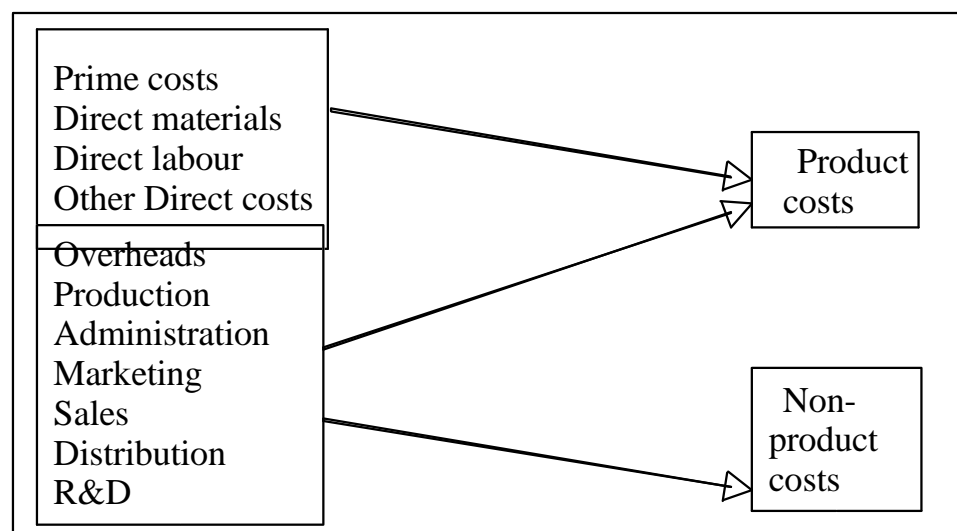 Prime costs
Direct materials
Direct labour
Other Direct costs
Overheads
Production
Administration
Marketing
Sales
Distribution
R&D
Product
costs
Non-
product
costs